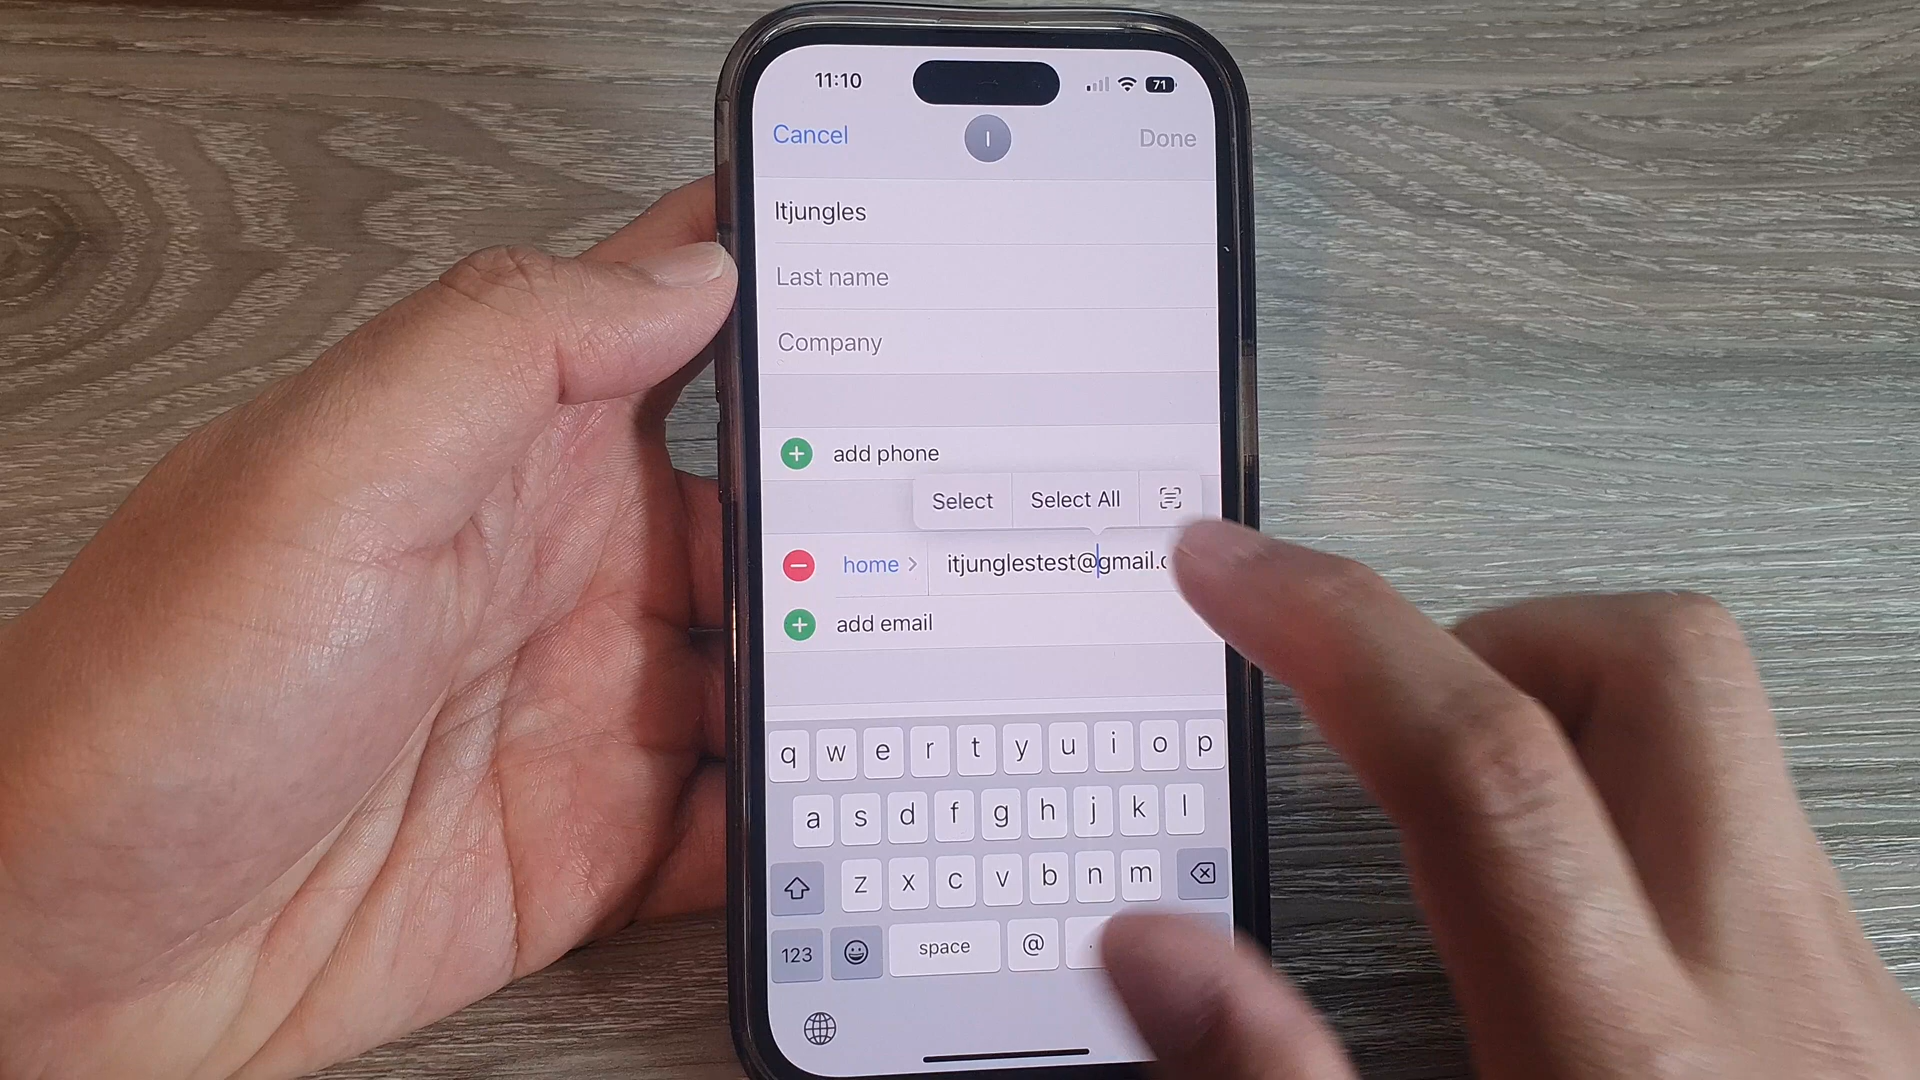 11:10 71
Cancel I Done
Itjungles
Last name
Company
add phone
Select Select All
home itjunglestest@gmail.c
add email
q w e r t y u i o p
a s d f g h j k l
z x c v b n m
123 space @ .